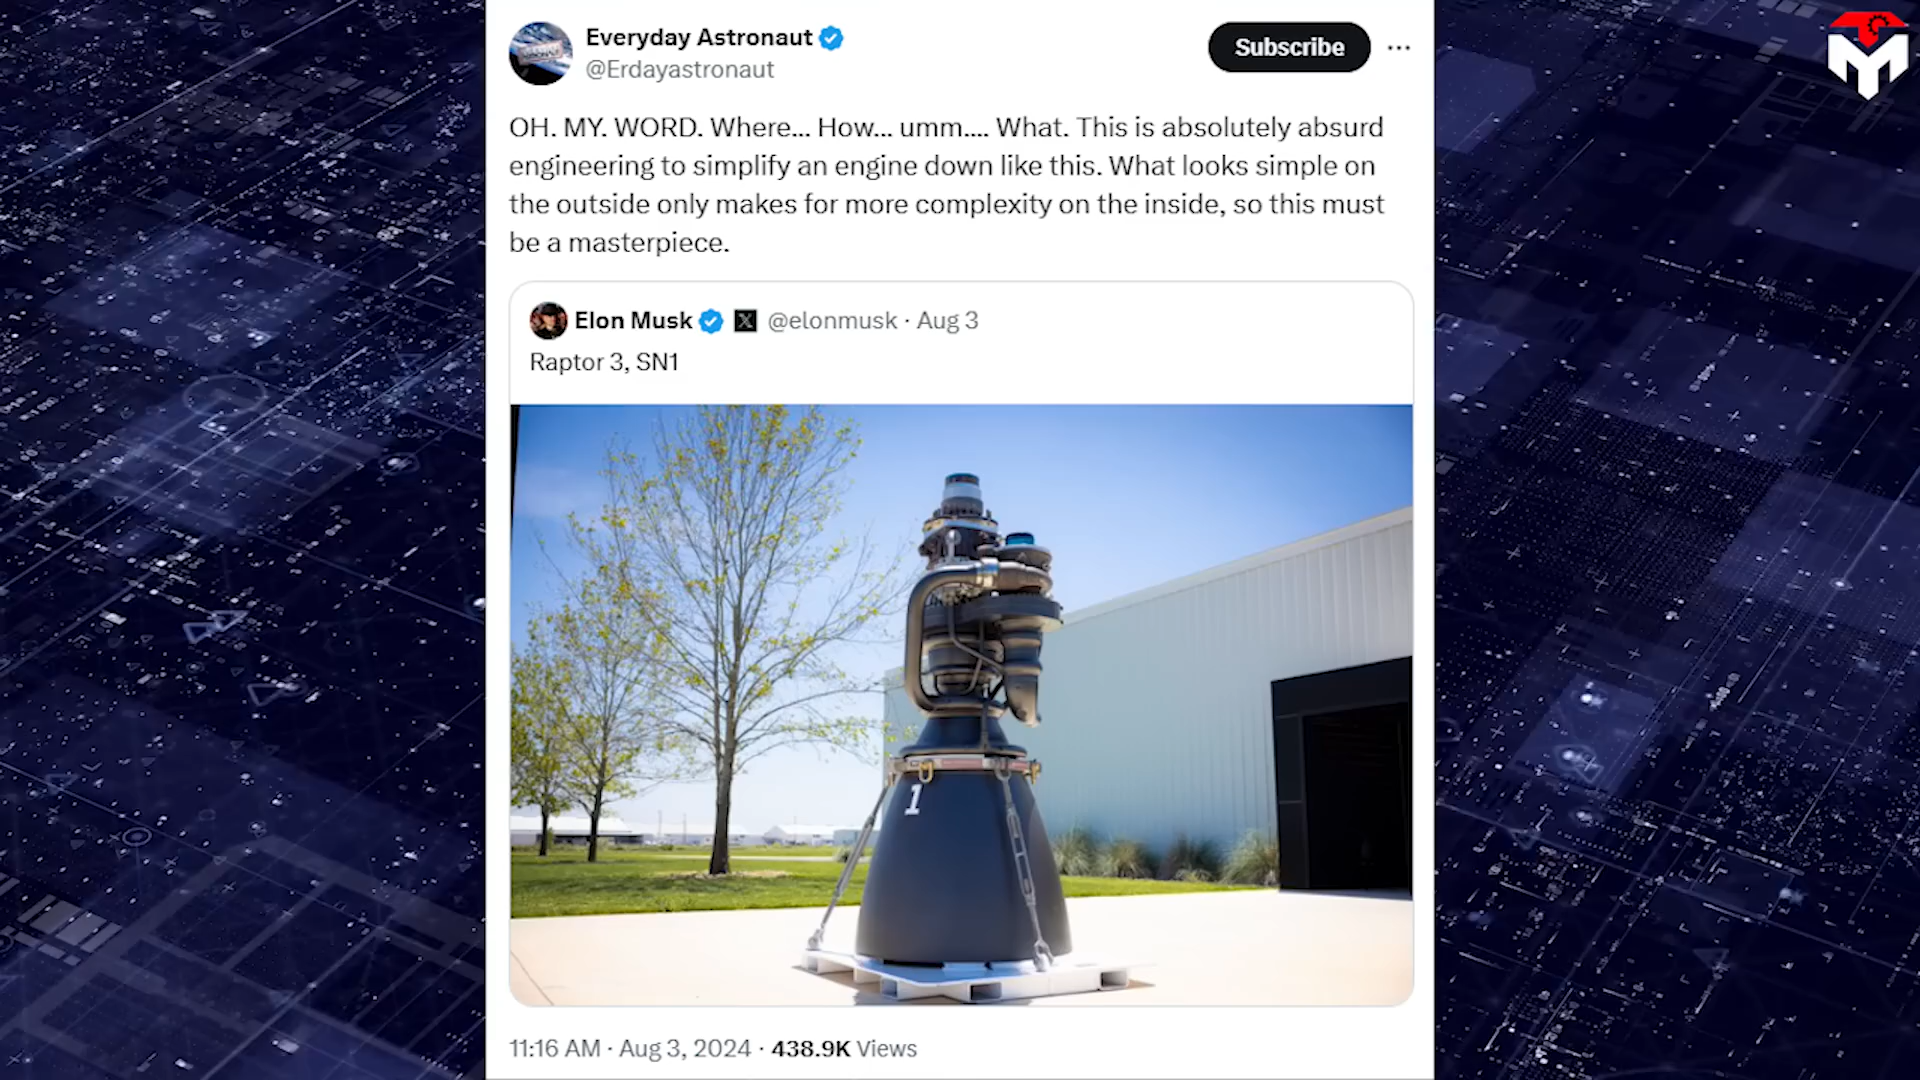 Everyday Astronaut
@Erdayastronaut
Subscribe
OH. MY. WORD. Where... How... umm.... What. This is absolutely absurd
engineering to simplify an engine down like this. What looks simple on
the outside only makes for more complexity on the inside, so this must
be a masterpiece.
Elon Musk X @elonmusk · Aug 3
Raptor 3, SN1
1
11:16 AM · Aug 3, 2024 · 438.9K Views